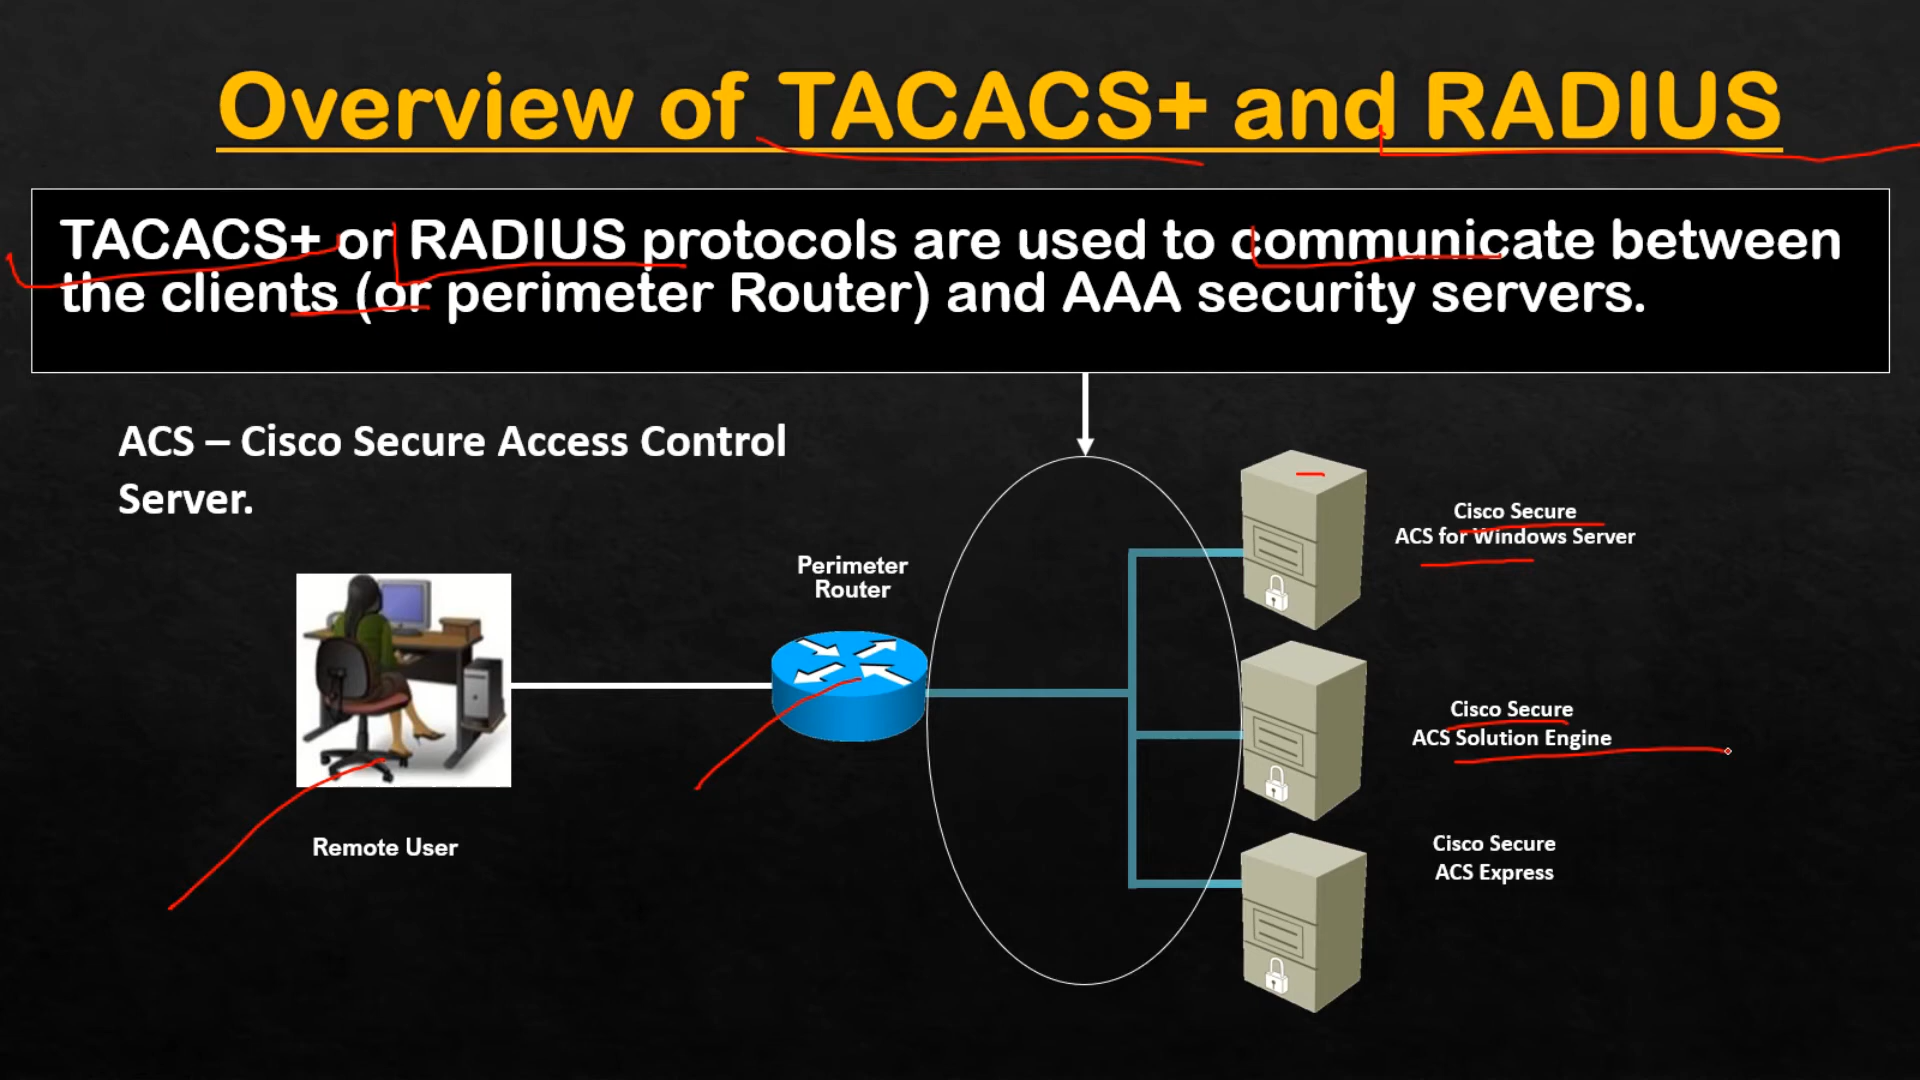 Overview of TACACS+ and RADIUS
TACACS+ or RADIUS protocols are used to communicate between
the clients (or perimeter Router) and AAA security servers.
ACS – Cisco Secure Access Control
Server.
Cisco Secure
ACS for Windows Server
Perimeter
Router
Cisco Secure
ACS Solution Engine
Remote User
Cisco Secure
ACS Express